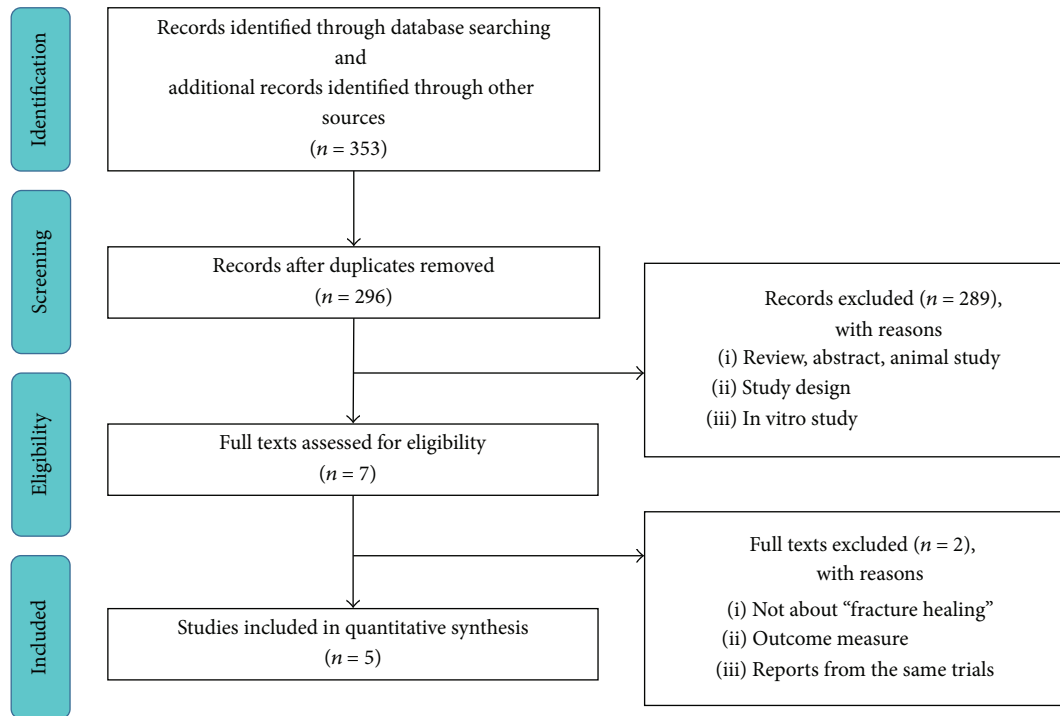 Identification
Records identified through database searching
and
additional records identified through other
sources
(n = 353)
Screening
Records after duplicates removed
(n = 296)
Records excluded (n = 289),
with reasons
(i) Review, abstract, animal study
(ii) Study design
(iii) In vitro study
Eligibility
Full texts assessed for eligibility
(n = 7)
Full texts excluded (n = 2),
with reasons
(i) Not about “fracture healing”
(ii) Outcome measure
(iii) Reports from the same trials
Included
Studies included in quantitative synthesis
(n = 5)